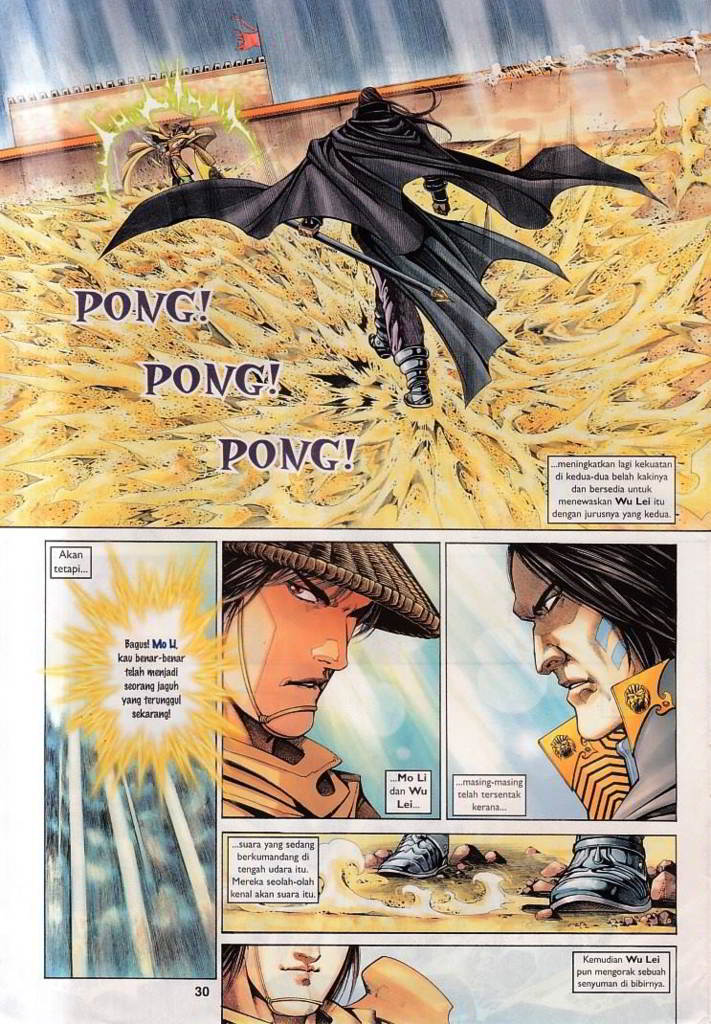 PONG!
PONG!
PONG!
...meningkatkan lagi kekuatan
di kedua-dua belah kakinya
dan bersedia untuk
menewaskan Wu Lei itu
dengan jurusnya yang kedua.
Akan
tetapi...
Bagus! Mo Li,
kau benar-benar
telah menjadi
seorang jaguh
yang terunggul
sekarang!
...Mo Li
dan Wu
Lei...
...masing-masing
telah tersentak
kerana...
...suara yang sedang
berkumandang di
tengah udara itu.
Mereka seolah-olah
kenal akan suara itu.
Kemudian Wu Lei
pun mengorak sebuah
senyuman di bibirnya.
30